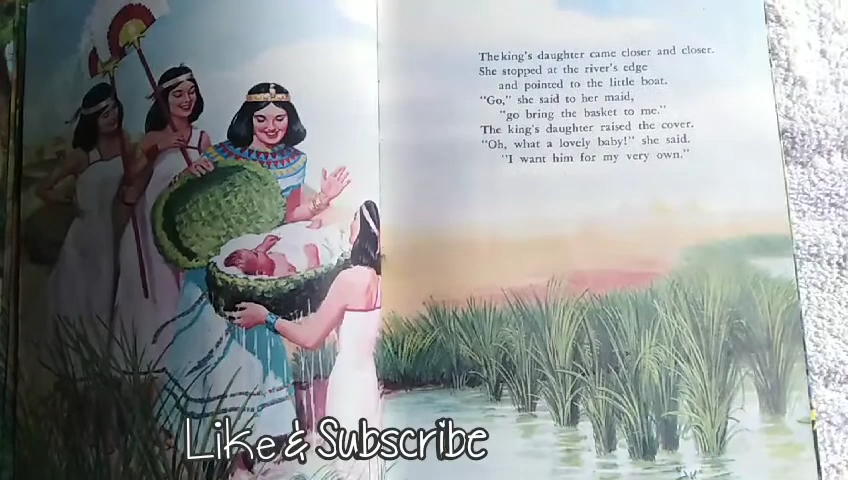 The king's daughter came closer and closer.
She stopped at the river's edge
and pointed to the little boat.
"Go," she said to her maid,
"go bring the basket to me."
The king's daughter raised the cover.
"Oh, what a lovely baby!" she said.
"I want him for my very own."
Like & Subscribe